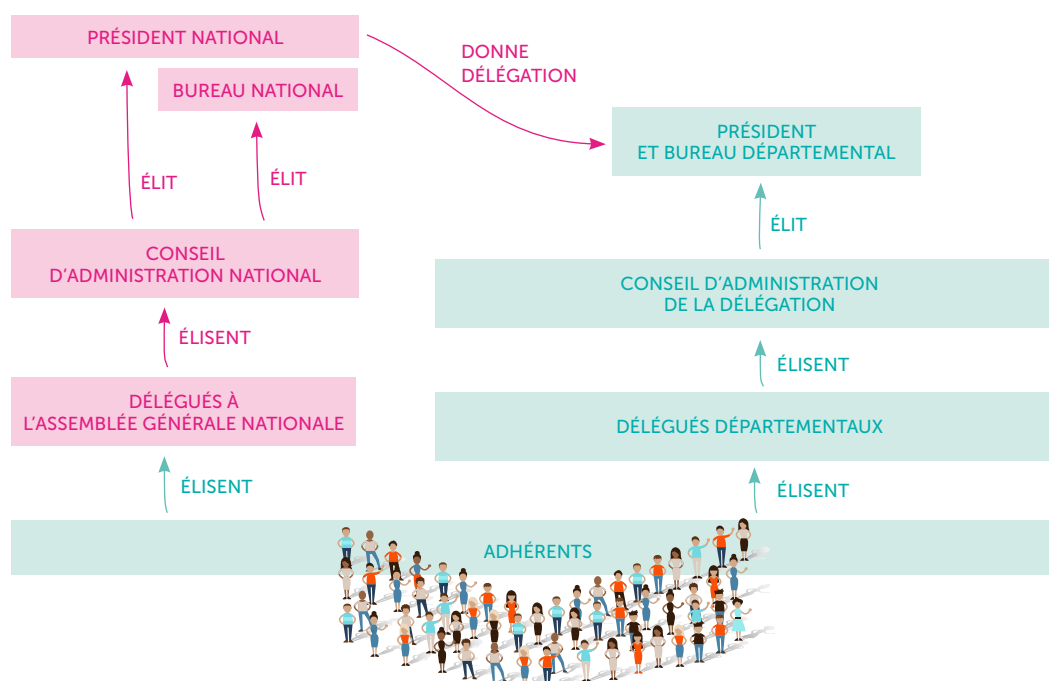 PRÉSIDENT NATIONAL
BUREAU NATIONAL
DONNE
DÉLÉGATION
PRÉSIDENT
ET BUREAU DÉPARTEMENTAL
ÉLIT
ÉLIT
ÉLIT
CONSEIL
D'ADMINISTRATION NATIONAL
CONSEIL D'ADMINISTRATION
DE LA DÉLÉGATION
ÉLISENT
ÉLISENT
DÉLÉGUÉS À
L'ASSEMBLÉE GÉNÉRALE NATIONALE
DÉLÉGUÉS DÉPARTEMENTAUX
ÉLISENT
ÉLISENT
ADHÉRENTS